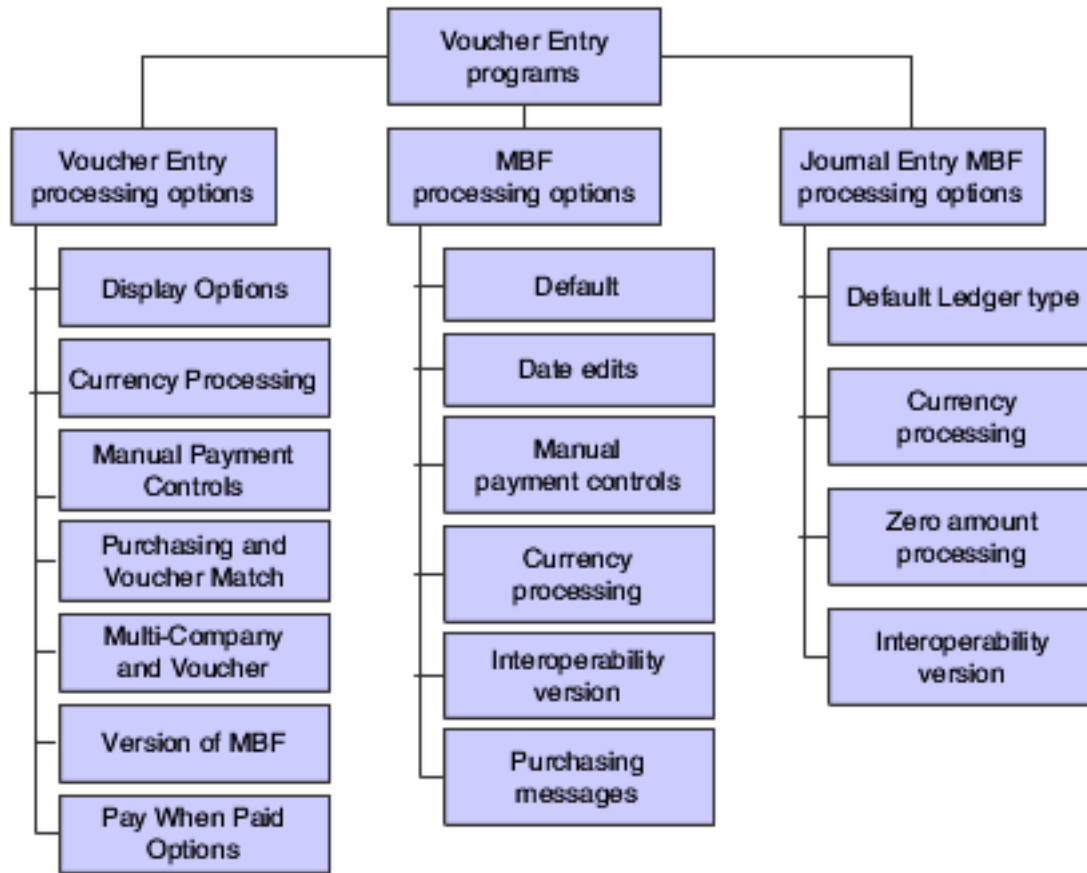 Voucher Entry
programs
Voucher Entry
processing options
Display Options
Currency Processing
Manual Payment
Controls
Purchasing and
Voucher Match
Multi-Company
and Voucher
Version of MBF
Pay When Paid
Options
MBF
processing options
Default
Date edits
Manual
payment controls
Currency
processing
Interoperability
version
Purchasing
messages
Journal Entry MBF
processing options
Default Ledger type
Currency
processing
Zero amount
processing
Interoperability
version